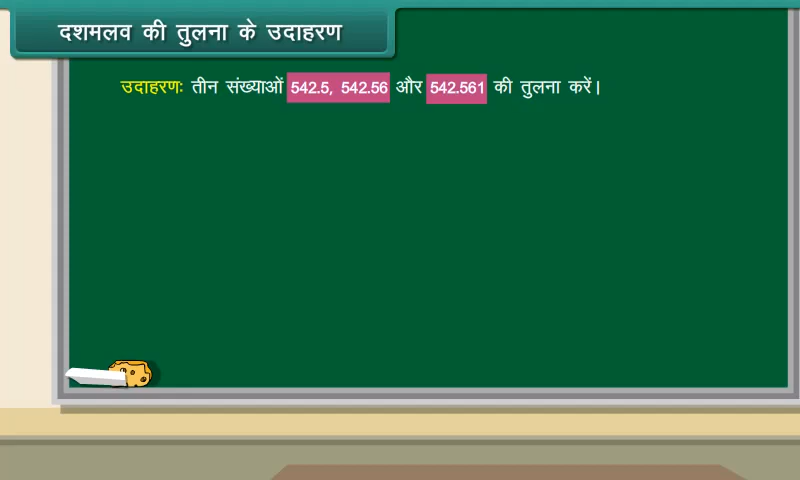 दशमलव की तुलना के उदाहरण
उदाहरणः तीन संख्याओं 542.5, 542.56 और 542.561 की तुलना करें।